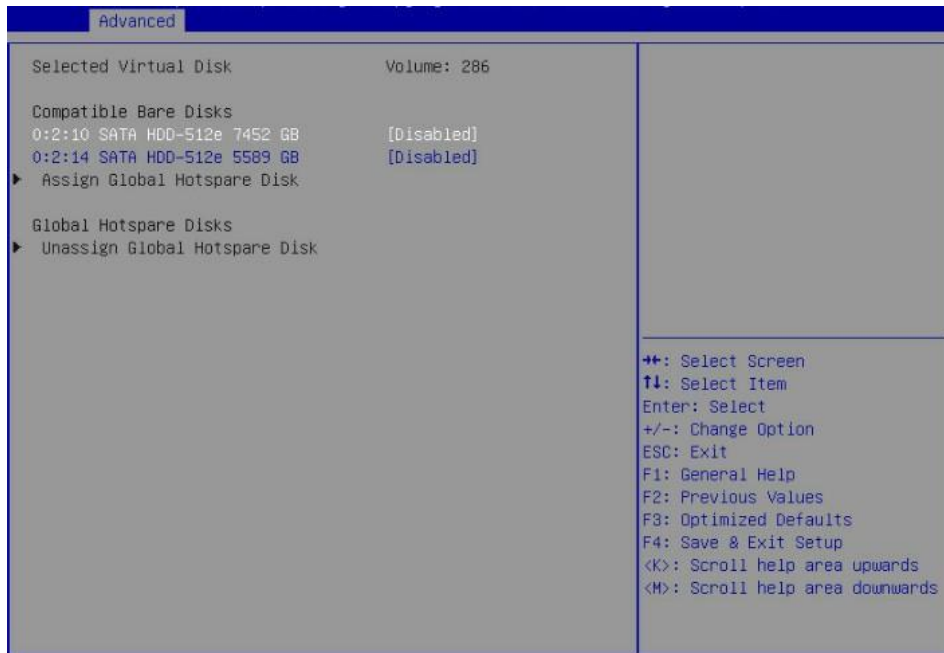 Advanced
Selected Virtual Disk Volume: 286
Compatible Bare Disks
0:2:10 SATA HDD-512e 7452 GB [Disabled]
0:2:14 SATA HDD-512e 5589 GB [Disabled]
Assign Global Hotspare Disk
Global Hotspare Disks
Unassign Global Hotspare Disk
→←: Select Screen
↑↓: Select Item
Enter: Select
+/-: Change Option
ESC: Exit
F1: General Help
F2: Previous Values
F3: Optimized Defaults
F4: Save & Exit Setup
<K>: Scroll help area upwards
<M>: Scroll help area downwards